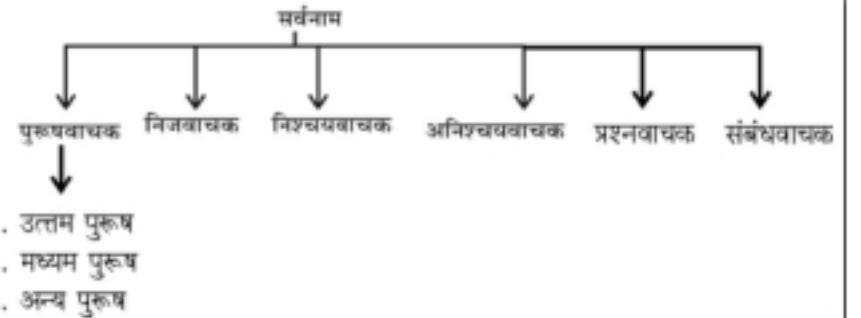 सर्वनाम
पुरूषवाचक निजवाचक निश्चयवाचक अनिश्चयवाचक प्रश्नवाचक संबंधवाचक
. उत्तम पुरूष
. मध्यम पुरूष
. अन्य पुरूष